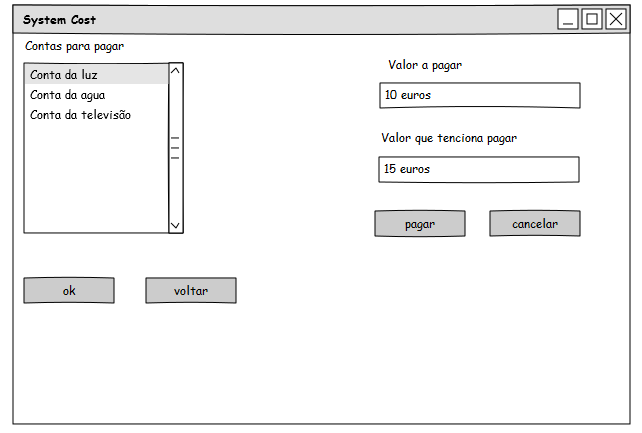 System Cost
Contas para pagar
Conta da luz
Conta da agua
Conta da televisão
Valor a pagar
10 euros
Valor que tenciona pagar
15 euros
pagar
cancelar
ok
voltar